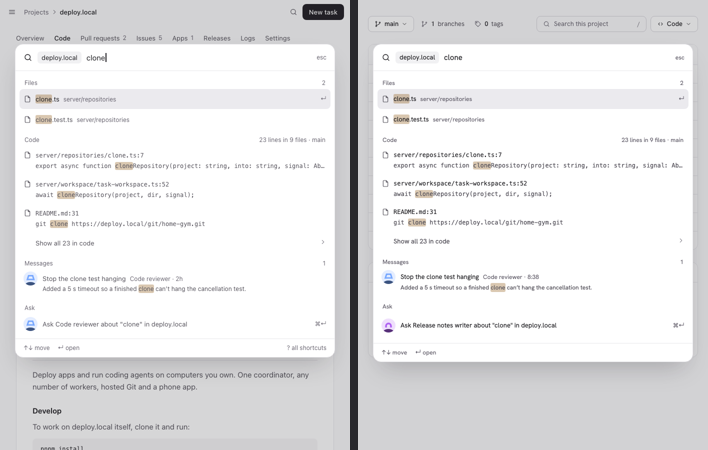 Projects › deploy.local
New task
Overview Code Pull requests 2 Issues 5 Apps 1 Releases Logs Settings
deploy.local clone esc
Files 2
clone.ts server/repositories
clone.test.ts server/repositories
Code 23 lines in 9 files · main
server/repositories/clone.ts:7
export async function cloneRepository(project: string, into: string, signal: Ab…
server/workspace/task-workspace.ts:52
await cloneRepository(project, dir, signal);
README.md:31
git clone https://deploy.local/git/home-gym.git
Show all 23 in code
Messages 1
Stop the clone test hanging Code reviewer · 2h
Added a 5 s timeout so a finished clone can't hang the cancellation test.
Ask
Ask Code reviewer about "clone" in deploy.local ⌘↵
↑↓ move ↵ open ? all shortcuts
Deploy apps and run coding agents on computers you own. One coordinator, any
number of workers, hosted Git and a phone app.
Develop
To work on deploy.local itself, clone it and run:
main 1 branches 0 tags Search this project / Code
deploy.local clone esc
Files 2
clone.ts server/repositories
clone.test.ts server/repositories
Code 23 lines in 9 files · main
server/repositories/clone.ts:7
export async function cloneRepository(project: string, into: string, signal: Ab…
server/workspace/task-workspace.ts:52
await cloneRepository(project, dir, signal);
README.md:31
git clone https://deploy.local/git/home-gym.git
Show all 23 in code
Messages 1
Stop the clone test hanging Code reviewer · 8:38
Added a 5 s timeout so a finished clone can't hang the cancellation test.
Ask
Ask Release notes writer about "clone" in deploy.local ⌘↵
↑↓ move ↵ open